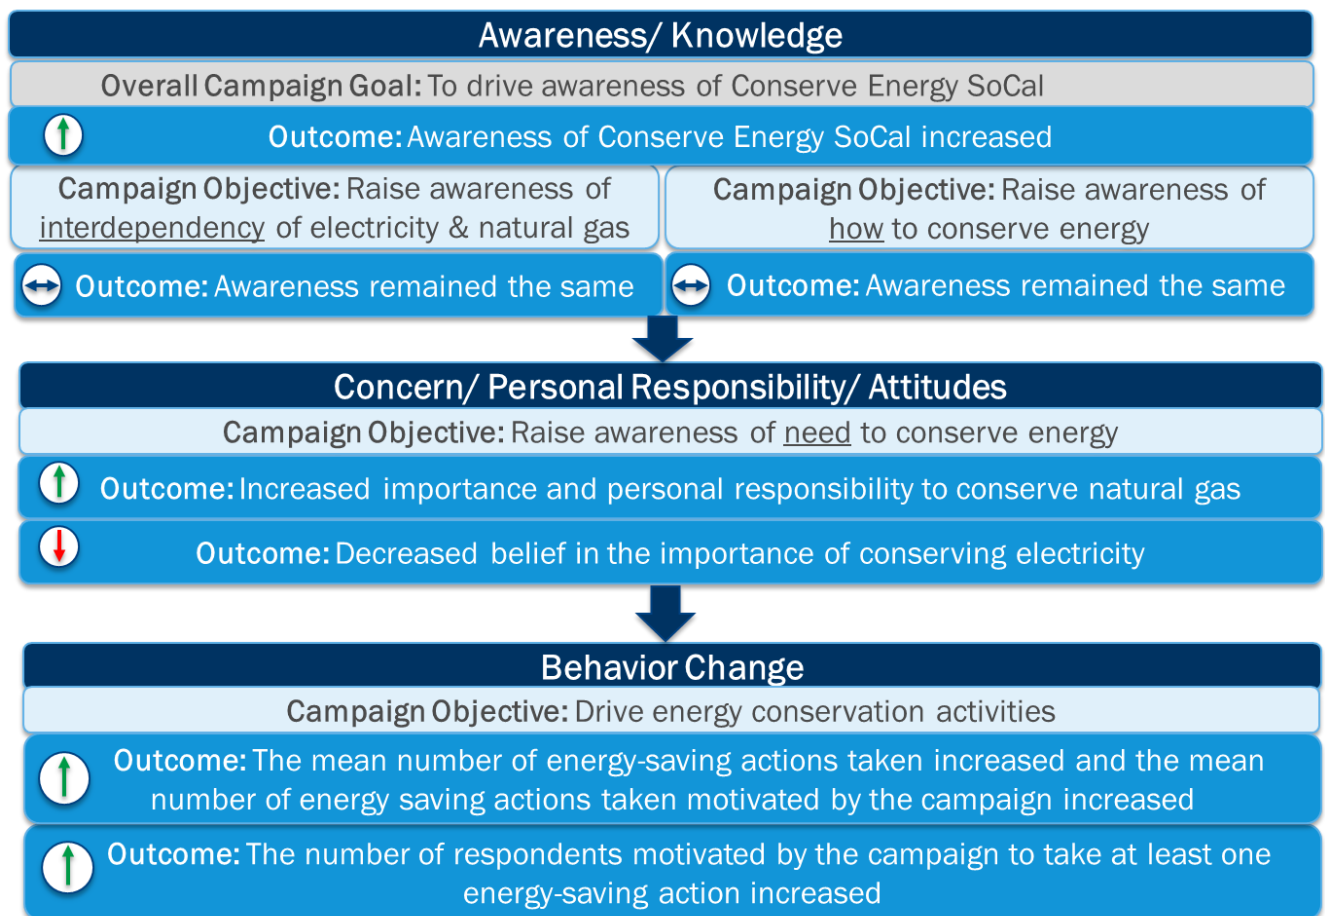 Awareness/ Knowledge
Overall Campaign Goal: To drive awareness of Conserve Energy SoCal
Outcome: Awareness of Conserve Energy SoCal increased
Campaign Objective: Raise awareness of
interdependency of electricity & natural gas
Campaign Objective: Raise awareness of
how to conserve energy
Outcome: Awareness remained the same
Outcome: Awareness remained the same
Concern/ Personal Responsibility/ Attitudes
Campaign Objective: Raise awareness of need to conserve energy
Outcome: Increased importance and personal responsibility to conserve natural gas
Outcome: Decreased belief in the importance of conserving electricity
Behavior Change
Campaign Objective: Drive energy conservation activities
Outcome: The mean number of energy-saving actions taken increased and the mean
number of energy saving actions taken motivated by the campaign increased
Outcome: The number of respondents motivated by the campaign to take at least one
energy-saving action increased